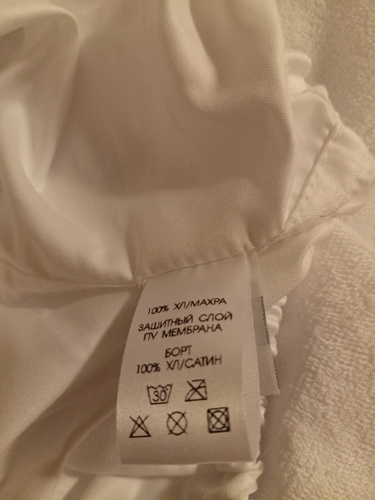 100% ХЛ/МАХРА
ЗАЩИТНЫЙ СЛОЙ
ПУ МЕМБРАНА
БОРТ
100% ХЛ/САТИН
30